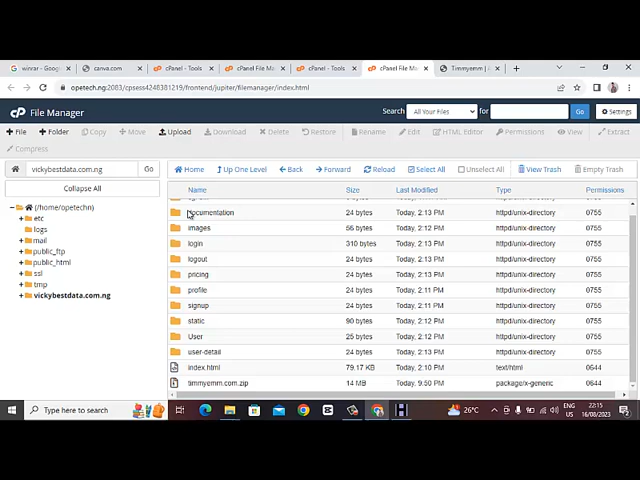 winrar - Goog
canva.com
cPanel - Tools
cPanel File Ma
cPanel - Tools
cPanel File Ma
Timmyemm |
opetech.ng:2083/cpsess4248381219/frontend/jupiter/filemanager/index.html
File Manager
Search All Your Files for Go Settings
File Folder Copy Move Upload Download Delete Restore Rename Edit HTML Editor Permissions View Extract
Compress
vickybestdata.com.ng Go Home Up One Level Back Forward Reload Select All Unselect All View Trash Empty Trash
Collapse All
Name Size Last Modified Type Permissions
(/home/opetechn)
etc
logs
mail
public_ftp
public_html
ssl
tmp
vickybestdata.com.ng
documentation 24 bytes Today, 2:13 PM httpd/unix-directory 0755
images 56 bytes Today, 2:12 PM httpd/unix-directory 0755
login 310 bytes Today, 2:13 PM httpd/unix-directory 0755
logout 24 bytes Today, 2:13 PM httpd/unix-directory 0755
pricing 24 bytes Today, 2:13 PM httpd/unix-directory 0755
profile 24 bytes Today, 2:11 PM httpd/unix-directory 0755
signup 24 bytes Today, 2:11 PM httpd/unix-directory 0755
static 90 bytes Today, 2:12 PM httpd/unix-directory 0755
User 25 bytes Today, 2:12 PM httpd/unix-directory 0755
user-detail 24 bytes Today, 2:13 PM httpd/unix-directory 0755
index.html 79.17 KB Today, 2:10 PM text/html 0644
timmyemm.com.zip 14 MB Today, 9:50 PM package/x-generic 0644
Type here to search
26°C
ENG
UG
22:15
16/08/2023